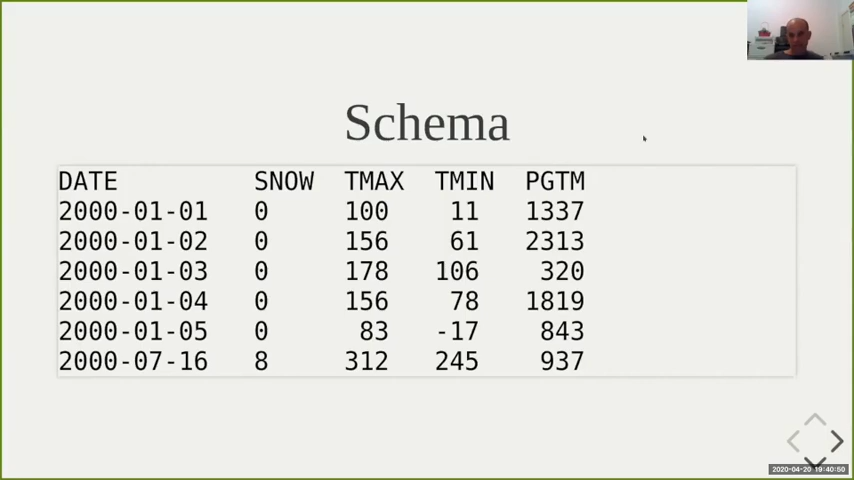 Schema
DATE SNOW TMAX TMIN PGTM
2000-01-01 0 100 11 1337
2000-01-02 0 156 61 2313
2000-01-03 0 178 106 320
2000-01-04 0 156 78 1819
2000-01-05 0 83 -17 843
2000-07-16 8 312 245 937
2020-04-20 19:40:50